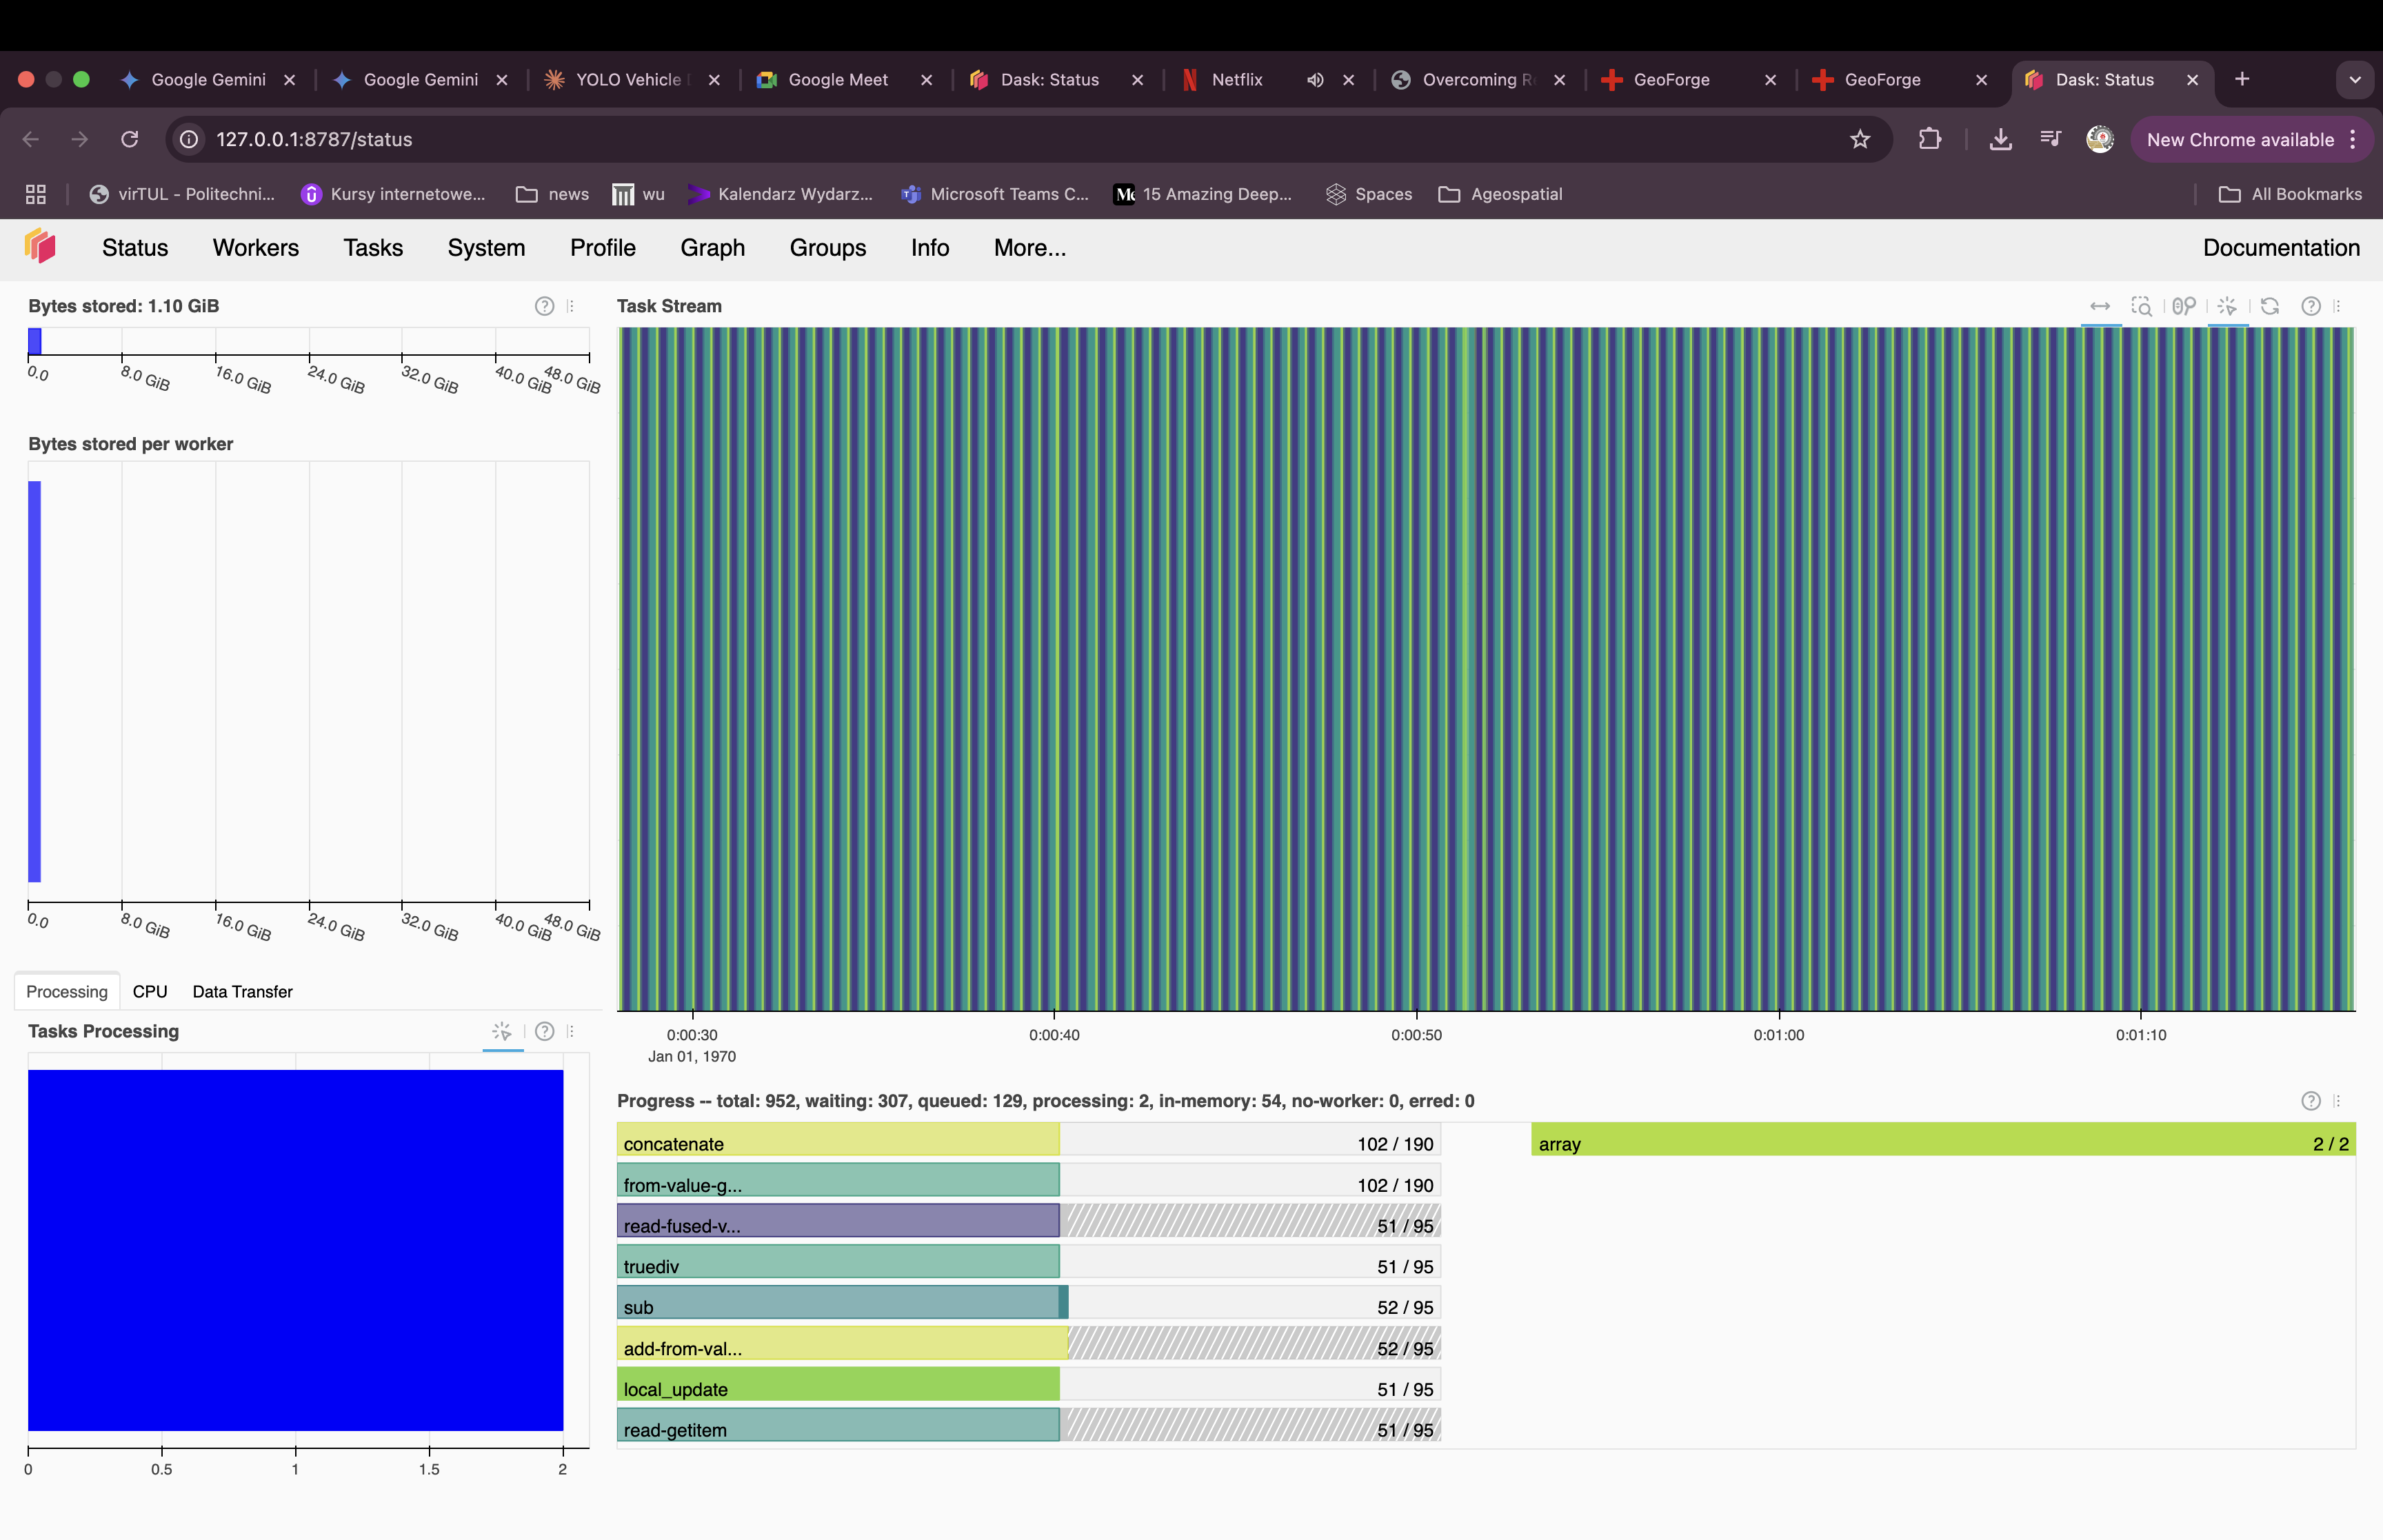 Google Gemini
Google Gemini
YOLO Vehicle
Google Meet
Dask: Status
Netflix
Overcoming
GeoForge
GeoForge
Dask: Status
127.0.0.1:8787/status
New Chrome available
virTUL - Politechni...
Kursy internetowe...
news
wu
Kalendarz Wydarz...
Microsoft Teams C...
15 Amazing Deep...
Spaces
Ageospatial
All Bookmarks
Status Workers Tasks System Profile Graph Groups Info More... Documentation
Bytes stored: 1.10 GiB
0.0 8.0 GiB 16.0 GiB 24.0 GiB 32.0 GiB 40.0 GiB 48.0 GiB
Bytes stored per worker
0.0 8.0 GiB 16.0 GiB 24.0 GiB 32.0 GiB 40.0 GiB 48.0 GiB
Processing CPU Data Transfer
Tasks Processing
0 0.5 1 1.5 2
Task Stream
0:00:30 0:00:40 0:00:50 0:01:00 0:01:10
Jan 01, 1970
Progress -- total: 952, waiting: 307, queued: 129, processing: 2, in-memory: 54, no-worker: 0, erred: 0
concatenate 102 / 190
from-value-g... 102 / 190
read-fused-v... 51 / 95
truediv 51 / 95
sub 52 / 95
add-from-val... 52 / 95
local_update 51 / 95
read-getitem 51 / 95
array 2 / 2